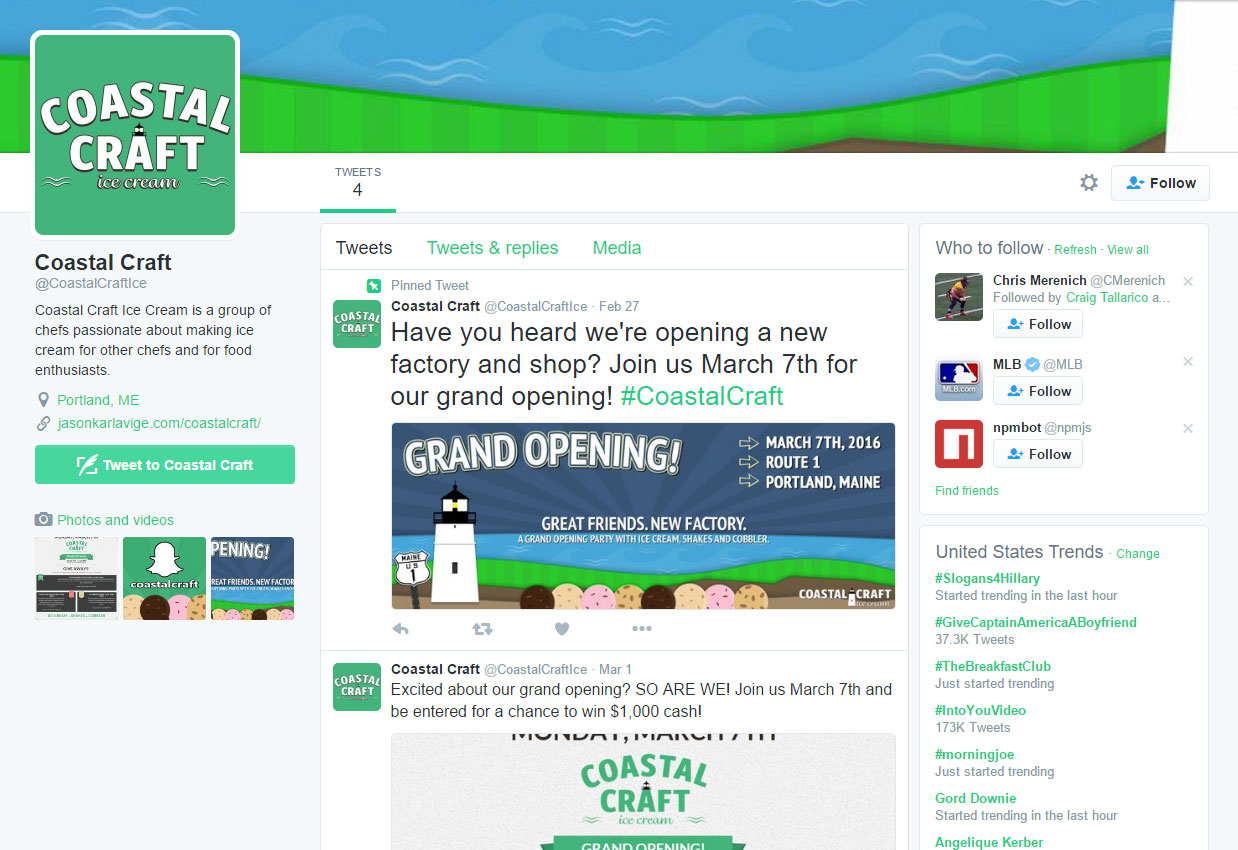 COASTAL
CRAFT
ice cream
TWEETS
4
Follow
Coastal Craft
@CoastalCraftIce
Coastal Craft Ice Cream is a group of
chefs passionate about making ice
cream for other chefs and for food
enthusiasts.
Portland, ME
jasonkarlavige.com/coastalcraft/
Tweet to Coastal Craft
Photos and videos
COASTAL
CRAFT
GIVE AWAYS
coastalcraft
PENING!
REAT FRIENDS. NEW FACTOR
Tweets Tweets & replies Media
Pinned Tweet
COASTAL
CRAFT
Coastal Craft @CoastalCraftIce · Feb 27
Have you heard we're opening a new
factory and shop? Join us March 7th for
our grand opening! #CoastalCraft
GRAND OPENING!
MARCH 7TH, 2016
ROUTE 1
PORTLAND, MAINE
GREAT FRIENDS. NEW FACTORY.
A GRAND OPENING PARTY WITH ICE CREAM, SHAKES AND COBBLER.
MAINE
US
1
COASTAL CRAFT
ice cream
COASTAL
CRAFT
Coastal Craft @CoastalCraftIce · Mar 1
Excited about our grand opening? SO ARE WE! Join us March 7th and
be entered for a chance to win $1,000 cash!
MONDAY, MARCH 7TH
COASTAL
CRAFT
ice cream
GRAND OPENING!
Who to follow · Refresh · View all
Chris Merenich @CMerenich
Followed by Craig Tallarico a...
Follow
MLB @MLB
MLB.com
Follow
npmbot @npmjs
Follow
Find friends
United States Trends · Change
#Slogans4Hillary
Started trending in the last hour
#GiveCaptainAmericaABoyfriend
37.3K Tweets
#TheBreakfastClub
Just started trending
#IntoYouVideo
173K Tweets
#morningjoe
Just started trending
Gord Downie
Started trending in the last hour
Angelique Kerber